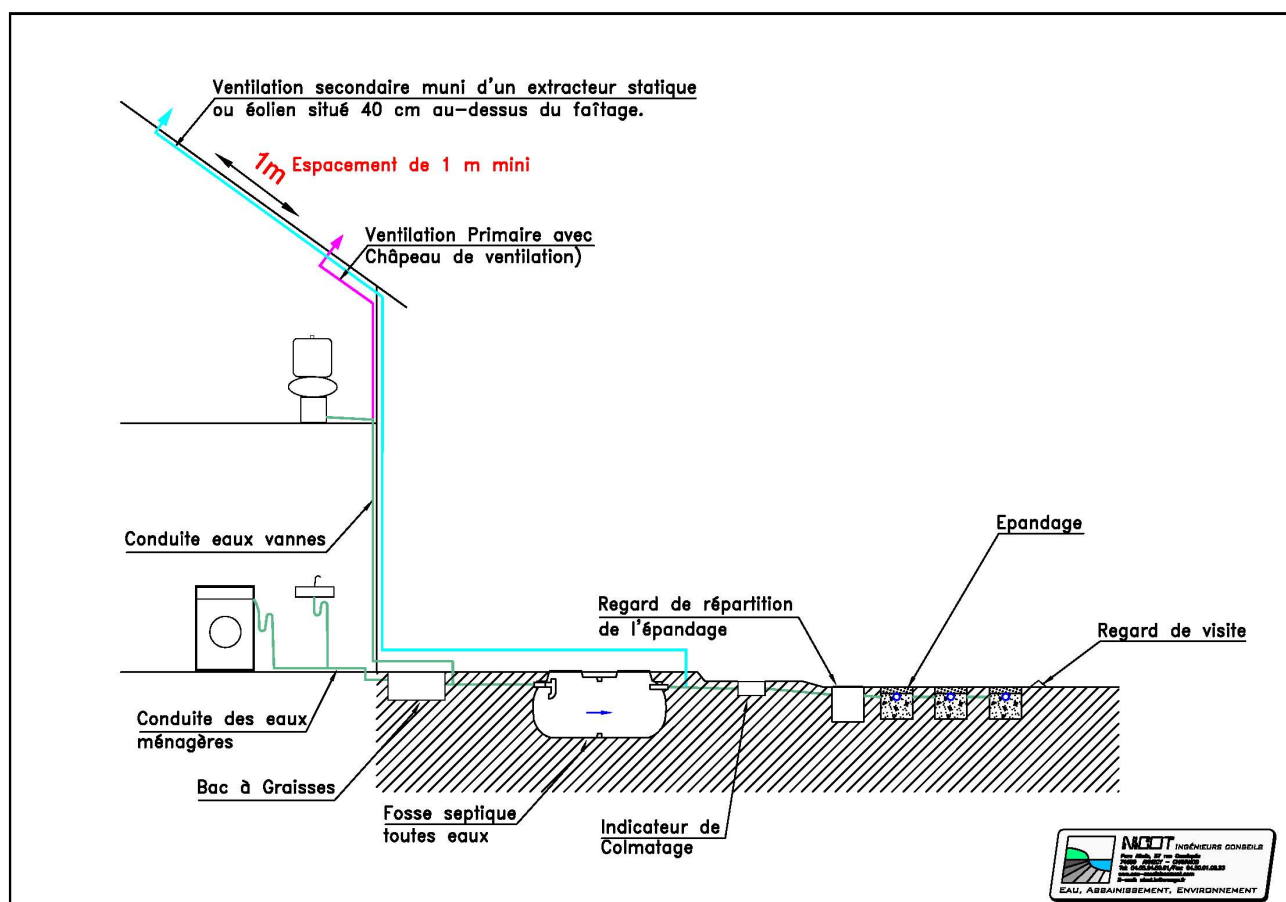 Ventilation secondaire muni d'un extracteur statique
ou éolien situé 40 cm au-dessus du faîtage.
1m
Espacement de 1 m mini
Ventilation Primaire avec
Châpeau de ventilation)
Conduite eaux vannes
Epandage
Regard de répartition
de l'épandage
Regard de visite
Conduite des eaux
ménagères
Bac à Graisses
Fosse septique
toutes eaux
Indicateur de
Colmatage
NICOT INGÉNIEURS CONSEILS
EAU, ASSAINISSEMENT, ENVIRONNEMENT